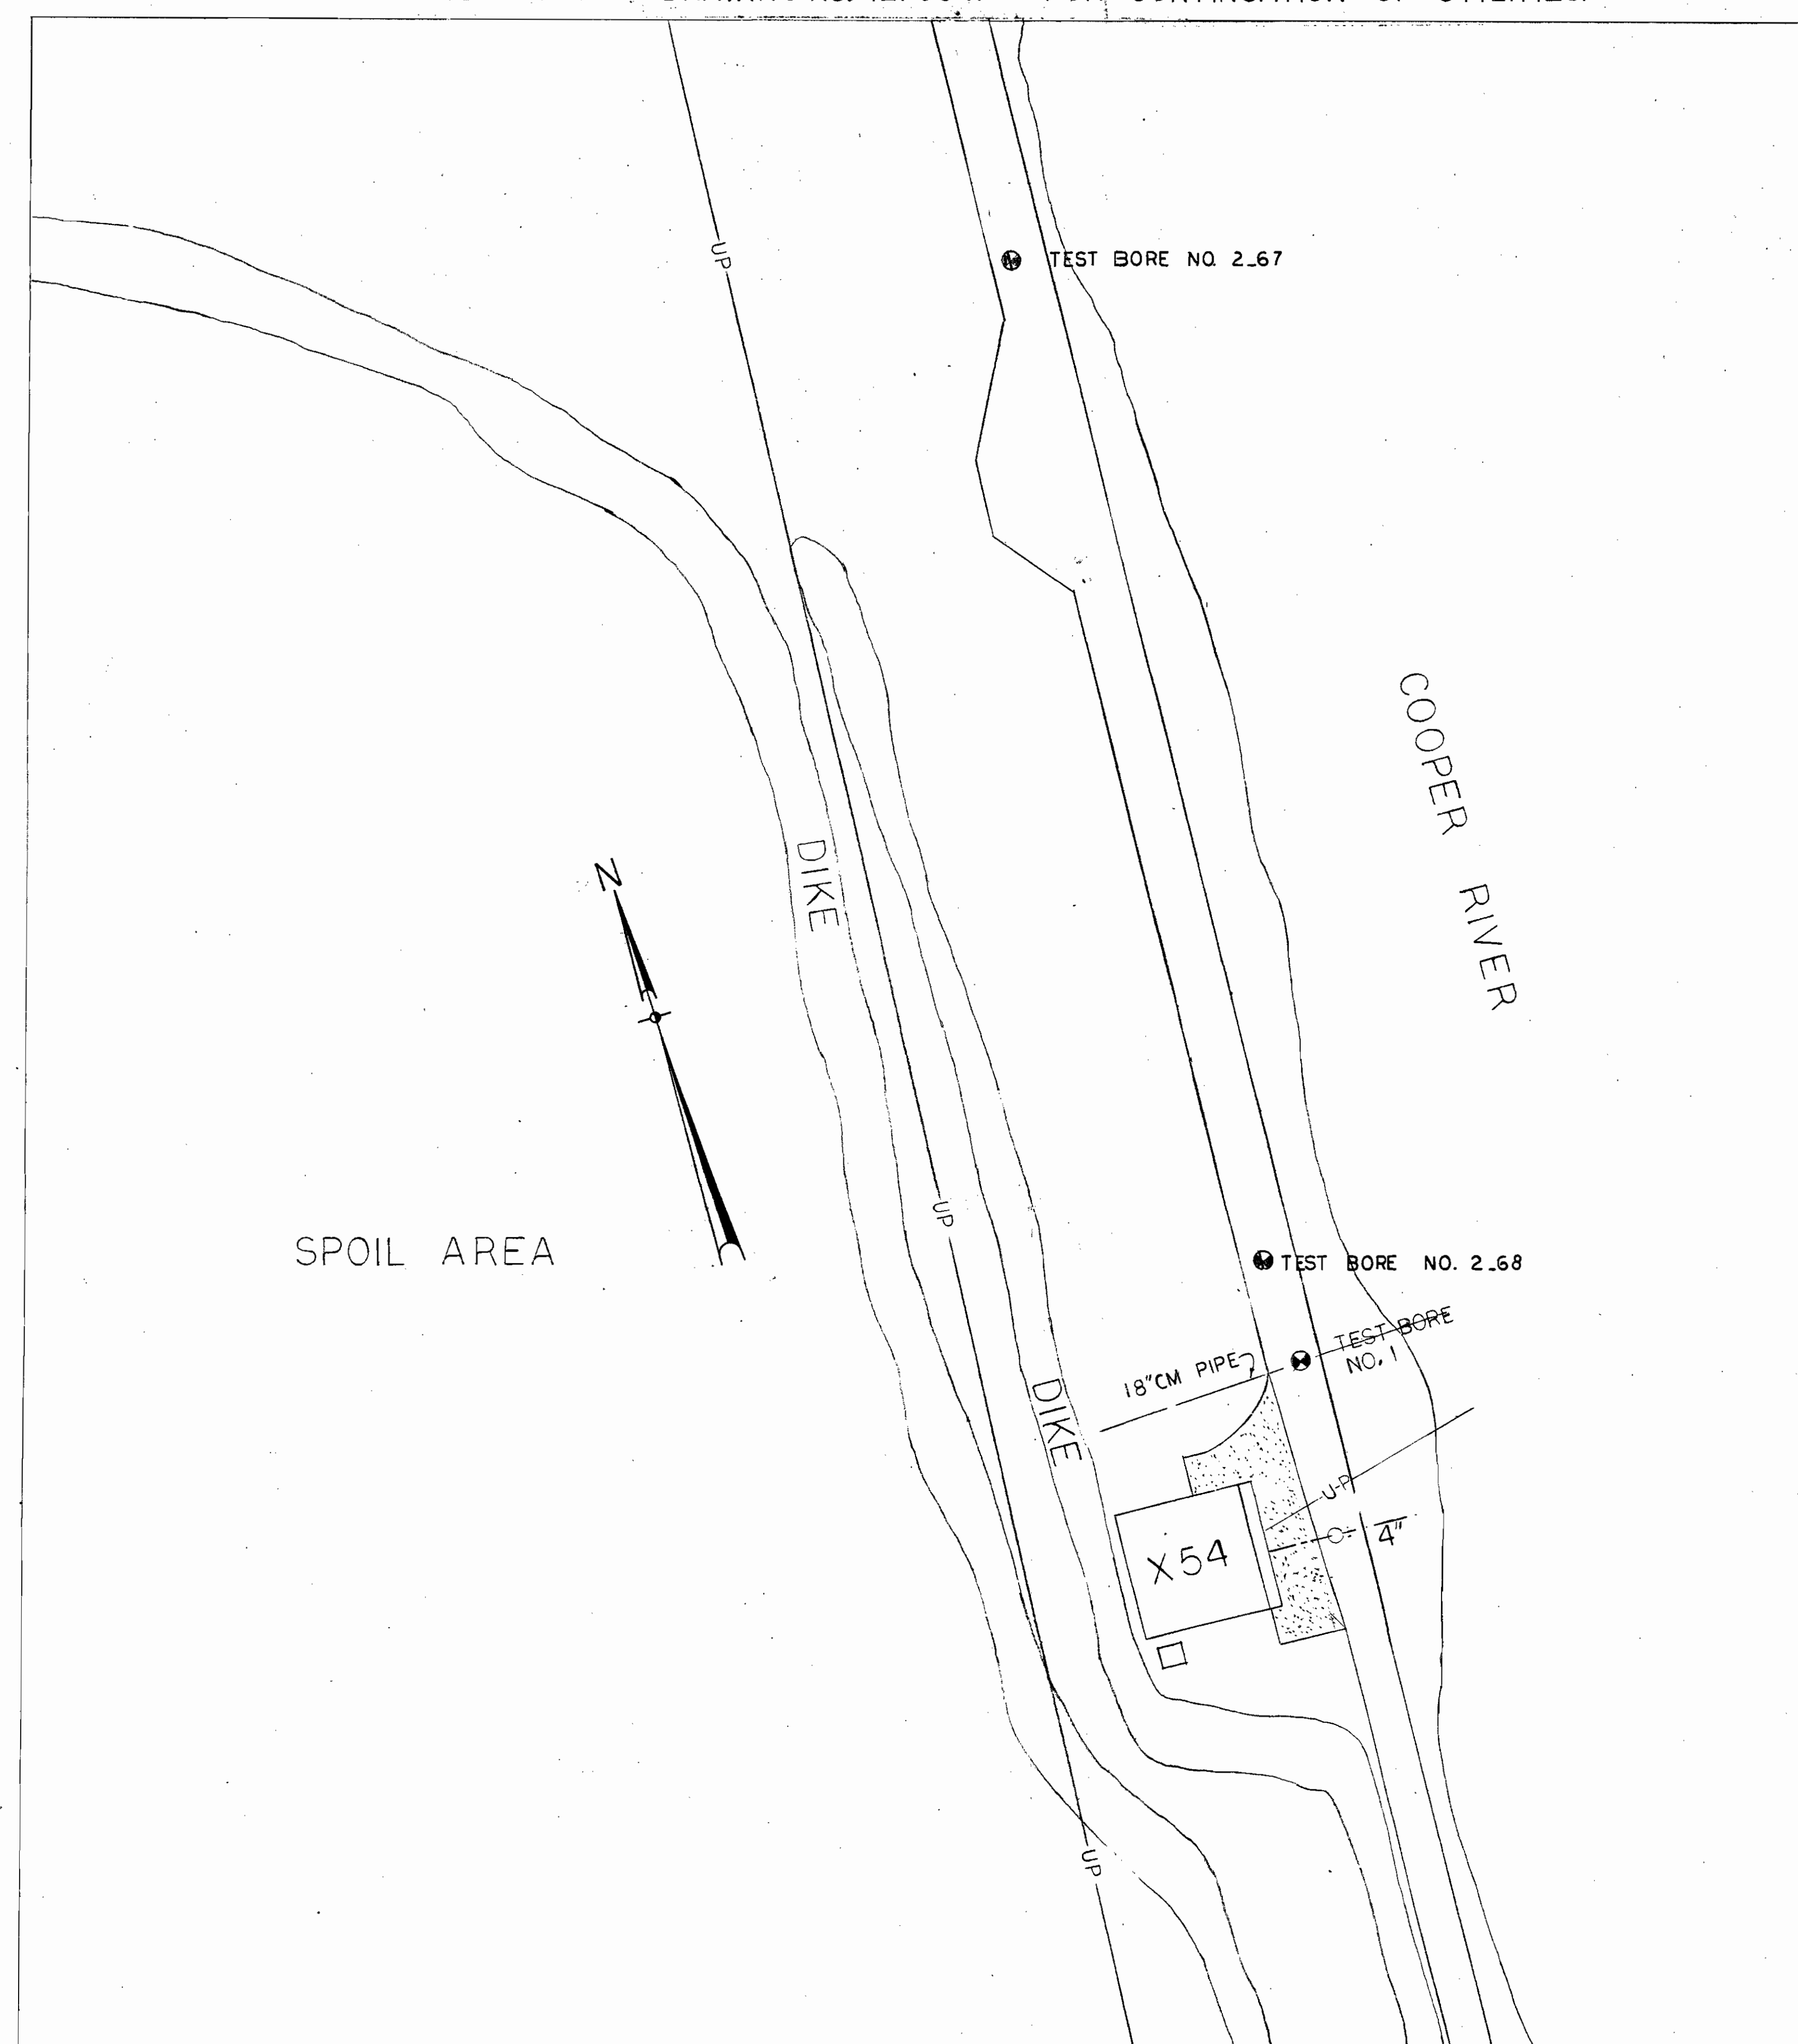 UP
TEST BORE NO. 2-67
COOPER RIVER
DIKE
N
UP
SPOIL AREA
TEST BORE NO. 2-68
TEST BORE
NO. 1
18"CM PIPE
DIKE
UP
4"
X54
UP